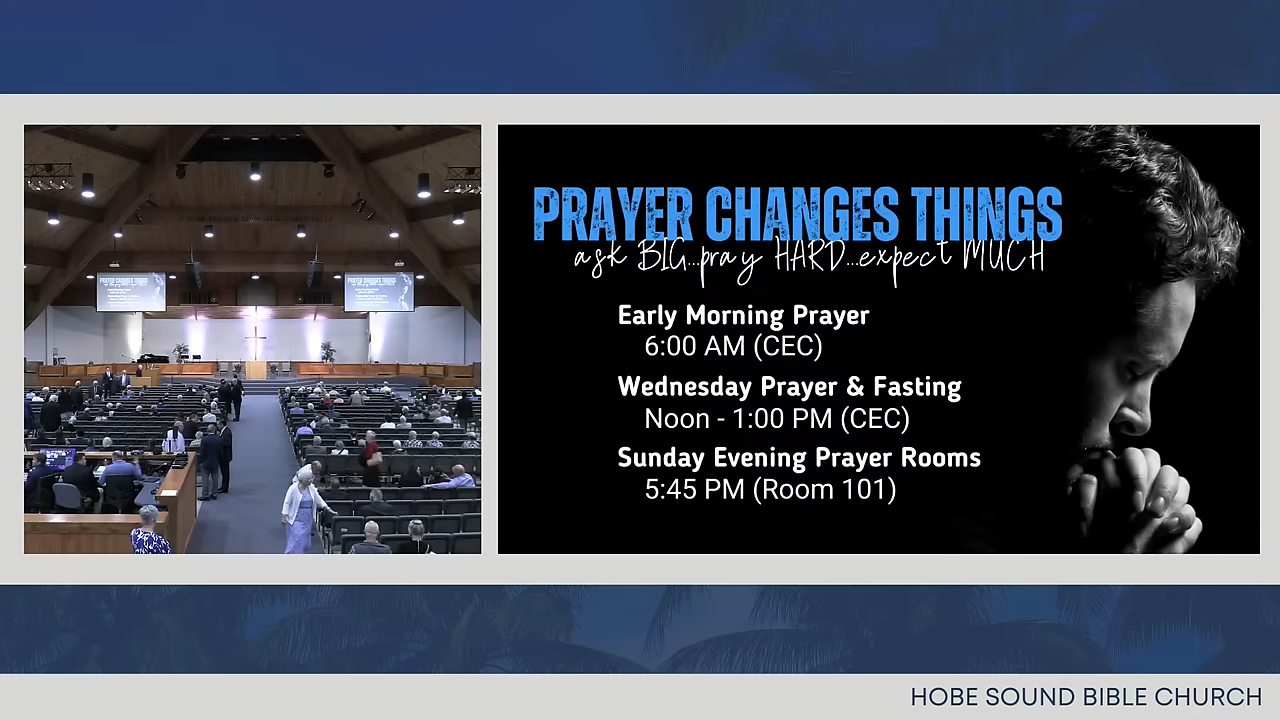 PRAYER CHANGES THINGS
ask BIG...pray HARD...expect MUCH
Early Morning Prayer
6:00 AM (CEC)
Wednesday Prayer & Fasting
Noon - 1:00 PM (CEC)
Sunday Evening Prayer Rooms
5:45 PM (Room 101)
HOBE SOUND BIBLE CHURCH